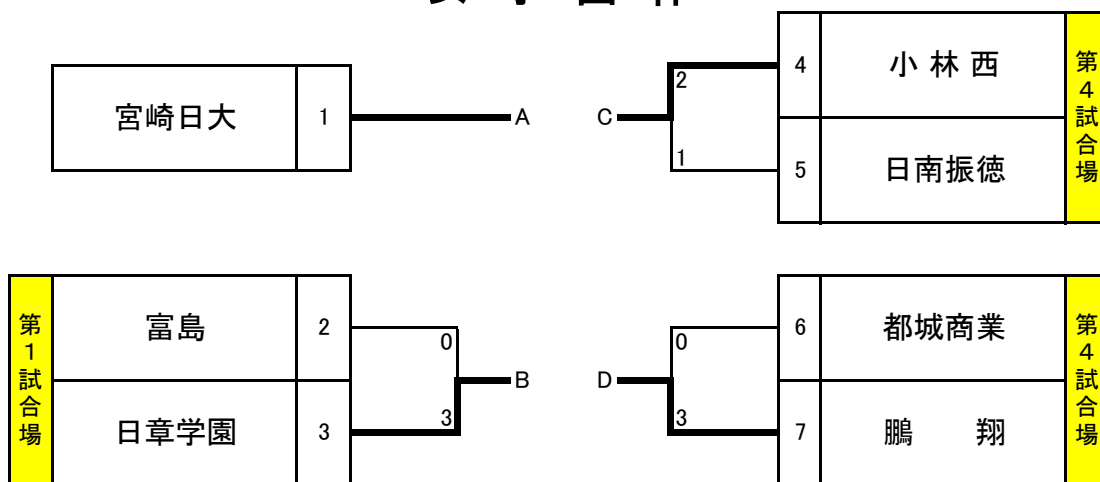 宮崎日大 1 A
C 2 1
4 小林西
5 日南振徳
第4試合場
第1試合場
富島 2 0
日章学園 3 3
B
D 0 3
6 都城商業
7 鵬 翔
第4試合場